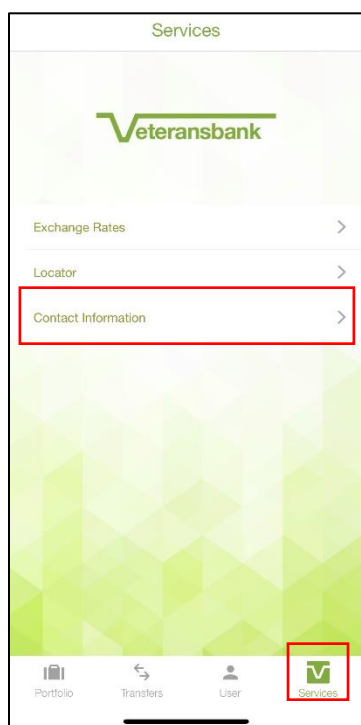 Services
Veteransbank
Exchange Rates
Locator
Contact Information
Portfolio
Transfers
User
Services